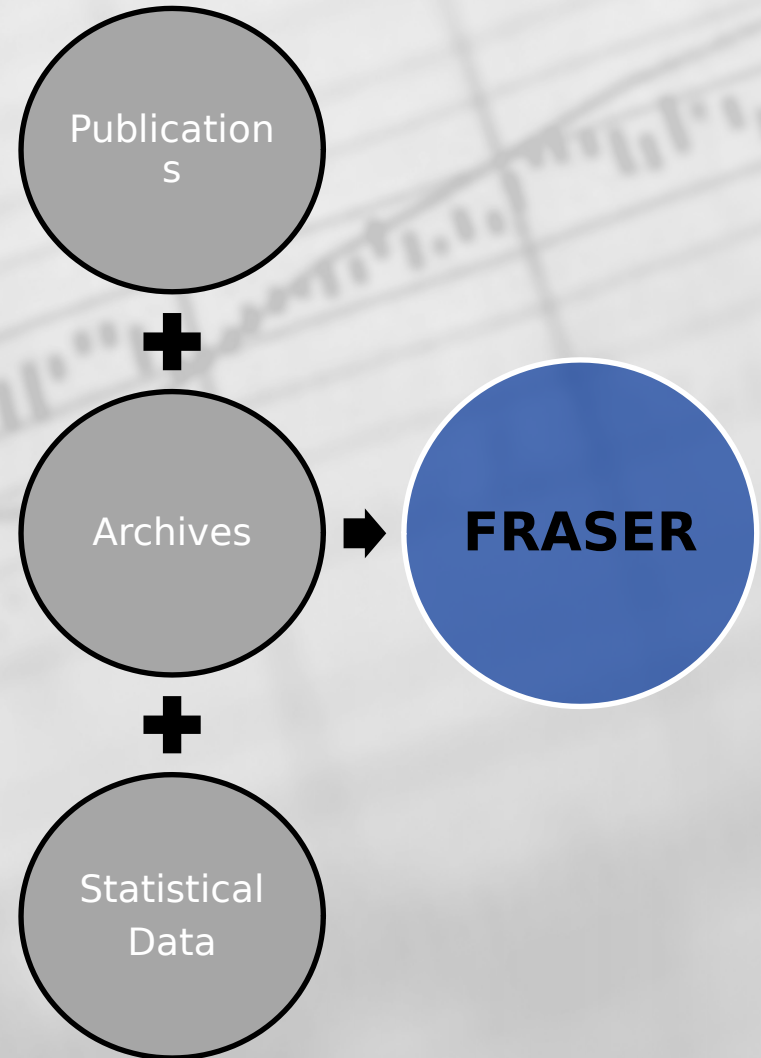 Publication
s
Archives
FRASER
Statistical
Data